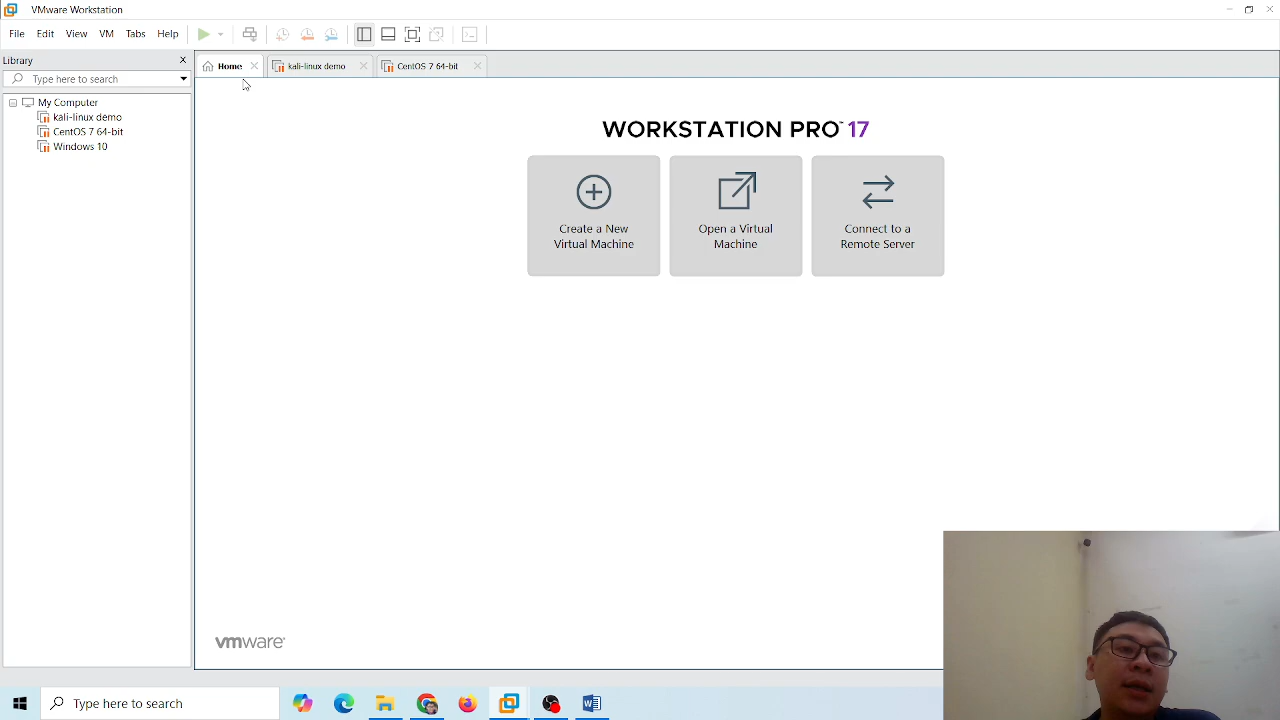 VMware Workstation
File Edit View VM Tabs Help
Library
Type here to search
My Computer
kali-linux demo
CentOS 7 64-bit
Windows 10
Home
kali-linux demo
CentOS 7 64-bit
WORKSTATION PRO™ 17
Create a New
Virtual Machine
Open a Virtual
Machine
Connect to a
Remote Server
vmware®
Type here to search